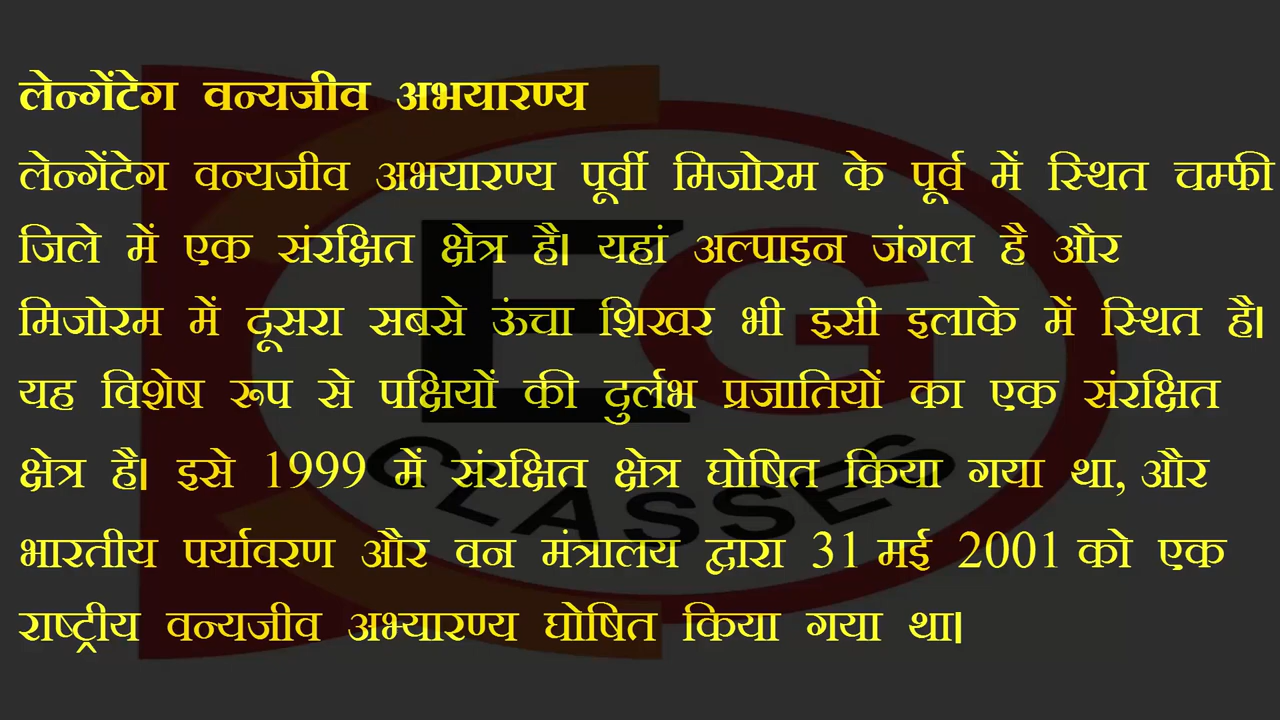 लेन्गेंटेग वन्यजीव अभयारण्य
लेन्गेंटेग वन्यजीव अभयारण्य पूर्वी मिजोरम के पूर्व में स्थित चम्फी
जिले में एक संरक्षित क्षेत्र है। यहां अल्पाइन जंगल है और
मिजोरम में दूसरा सबसे ऊंचा शिखर भी इसी इलाके में स्थित है।
यह विशेष रूप से पक्षियों की दुर्लभ प्रजातियों का एक संरक्षित
क्षेत्र है। इसे 1999 में संरक्षित क्षेत्र घोषित किया गया था, और
भारतीय पर्यावरण और वन मंत्रालय द्वारा 31 मई 2001 को एक
राष्ट्रीय वन्यजीव अभ्यारण्य घोषित किया गया था।
EG
CLASSES